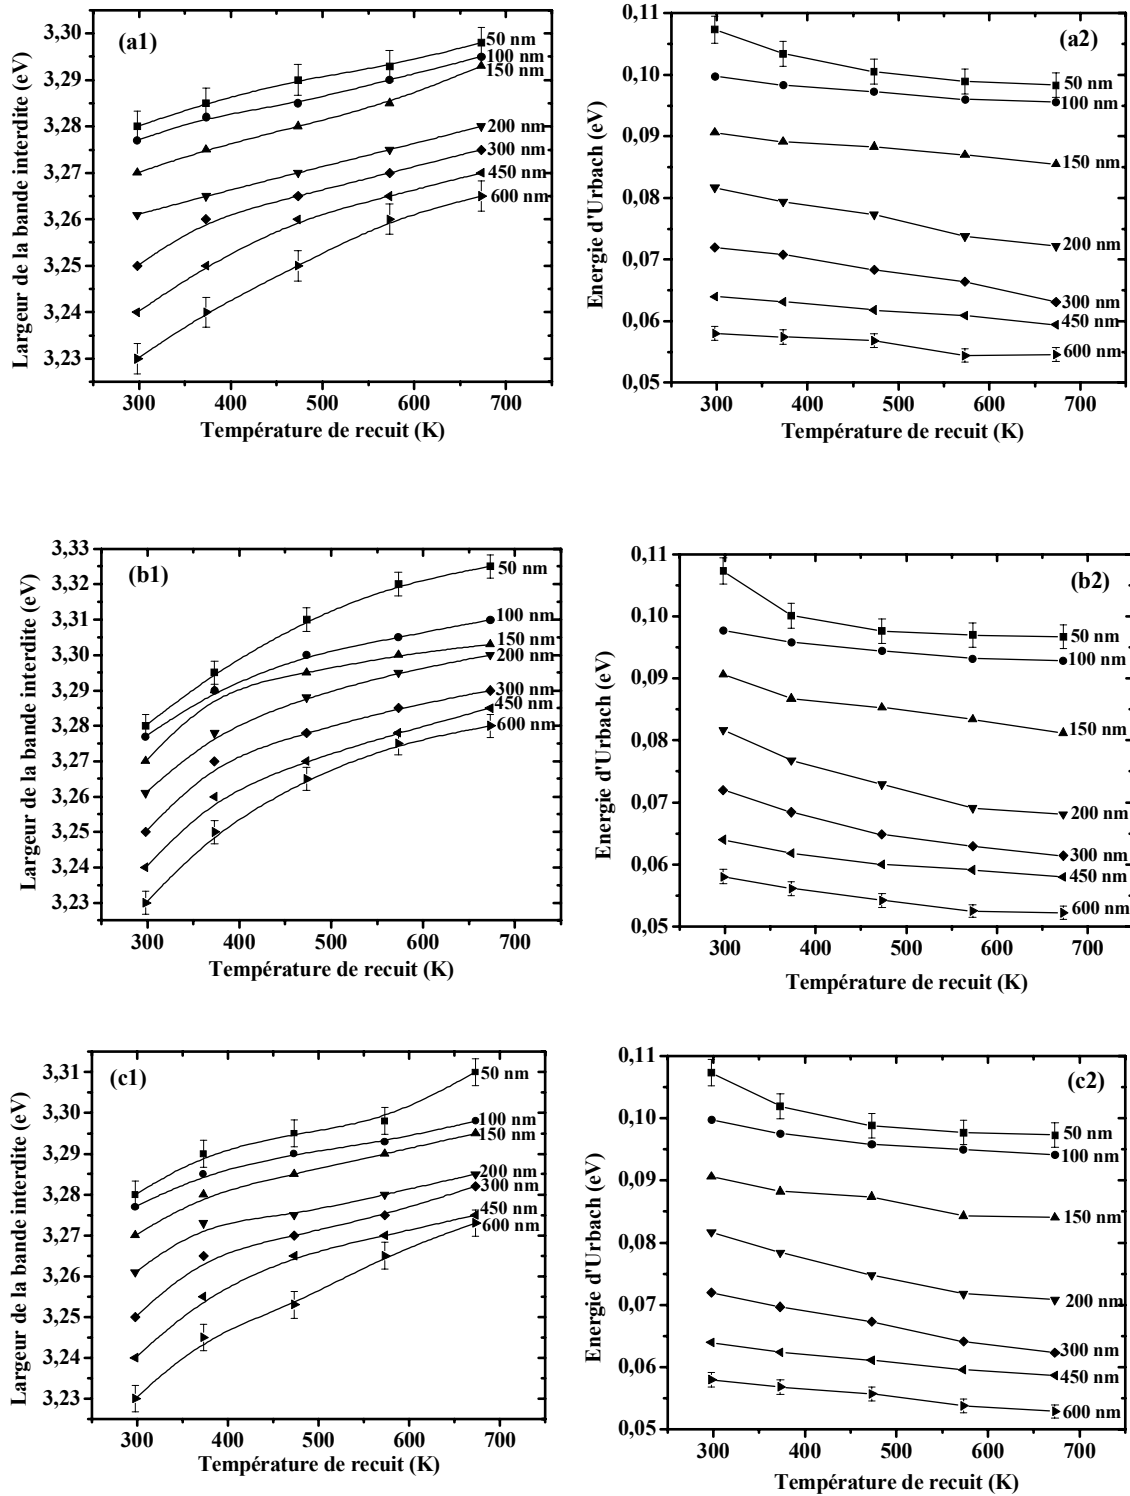 (a1)
Largeur de la bande interdite (eV)
3,30
3,29
3,28
3,27
3,26
3,25
3,24
3,23
50 nm
100 nm
150 nm
200 nm
300 nm
450 nm
600 nm
300 400 500 600 700
Température de recuit (K)
(a2)
Energie d'Urbach (eV)
0,11
0,10
0,09
0,08
0,07
0,06
0,05
50 nm
100 nm
150 nm
200 nm
300 nm
450 nm
600 nm
300 400 500 600 700
Température de recuit (K)
(b1)
Largeur de la bande interdite (eV)
3,33
3,32
3,31
3,30
3,29
3,28
3,27
3,26
3,25
3,24
3,23
50 nm
100 nm
150 nm
200 nm
300 nm
450 nm
600 nm
300 400 500 600 700
Température de recuit (K)
(b2)
Energie d'Urbach (eV)
0,11
0,10
0,09
0,08
0,07
0,06
0,05
50 nm
100 nm
150 nm
200 nm
300 nm
450 nm
600 nm
300 400 500 600 700
Température de recuit (K)
(c1)
Largeur de la bande interdite (eV)
3,31
3,30
3,29
3,28
3,27
3,26
3,25
3,24
3,23
50 nm
100 nm
150 nm
200 nm
300 nm
450 nm
600 nm
300 400 500 600 700
Température de recuit (K)
(c2)
Energie d'Urbach (eV)
0,11
0,10
0,09
0,08
0,07
0,06
0,05
50 nm
100 nm
150 nm
200 nm
300 nm
450 nm
600 nm
300 400 500 600 700
Température de recuit (K)